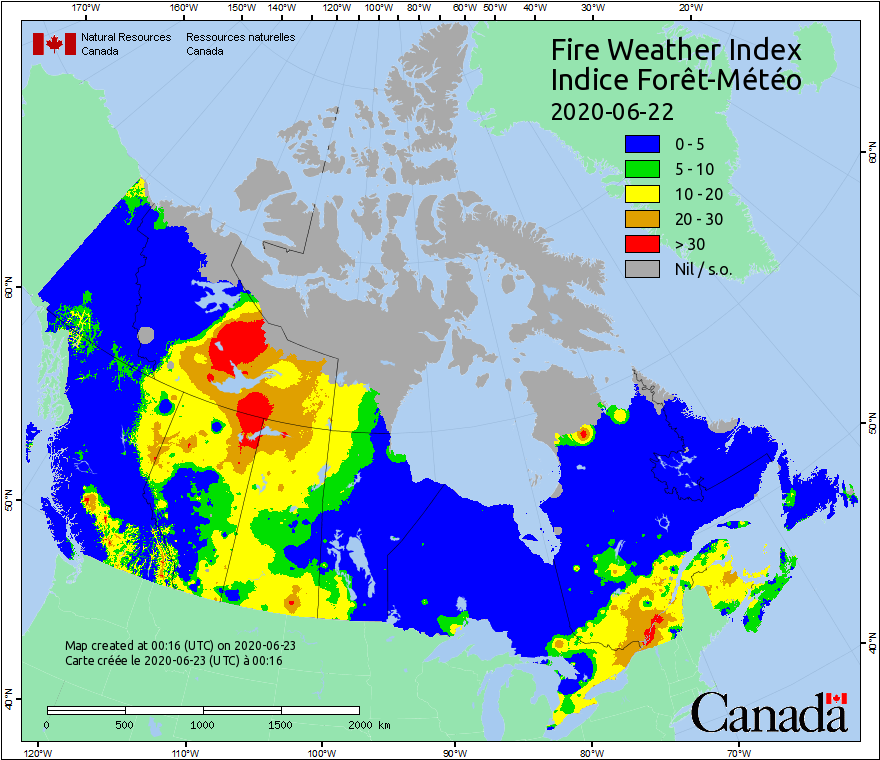 170°W 160°W 150°W 140°W 120°W 100°W 80°W 60°W 50°W 40°W 30°W 20°W
Natural Resources Ressources naturelles
Canada Canada
Fire Weather Index
Indice Forêt-Météo
2020-06-22
0 - 5
5 - 10
10 - 20
20 - 30
> 30
Nil / s.o.
60°N
60°N
50°N
50°N
40°N
40°N
Map created at 00:16 (UTC) on 2020-06-23
Carte créée le 2020-06-23 (UTC) à 00:16
0 500 1000 1500 2000 km
Canada
120°W 110°W 100°W 90°W 80°W 70°W